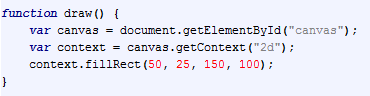 function draw() {
    var canvas = document.getElementById("canvas");
    var context = canvas.getContext("2d");
    context.fillRect(50, 25, 150, 100);
}